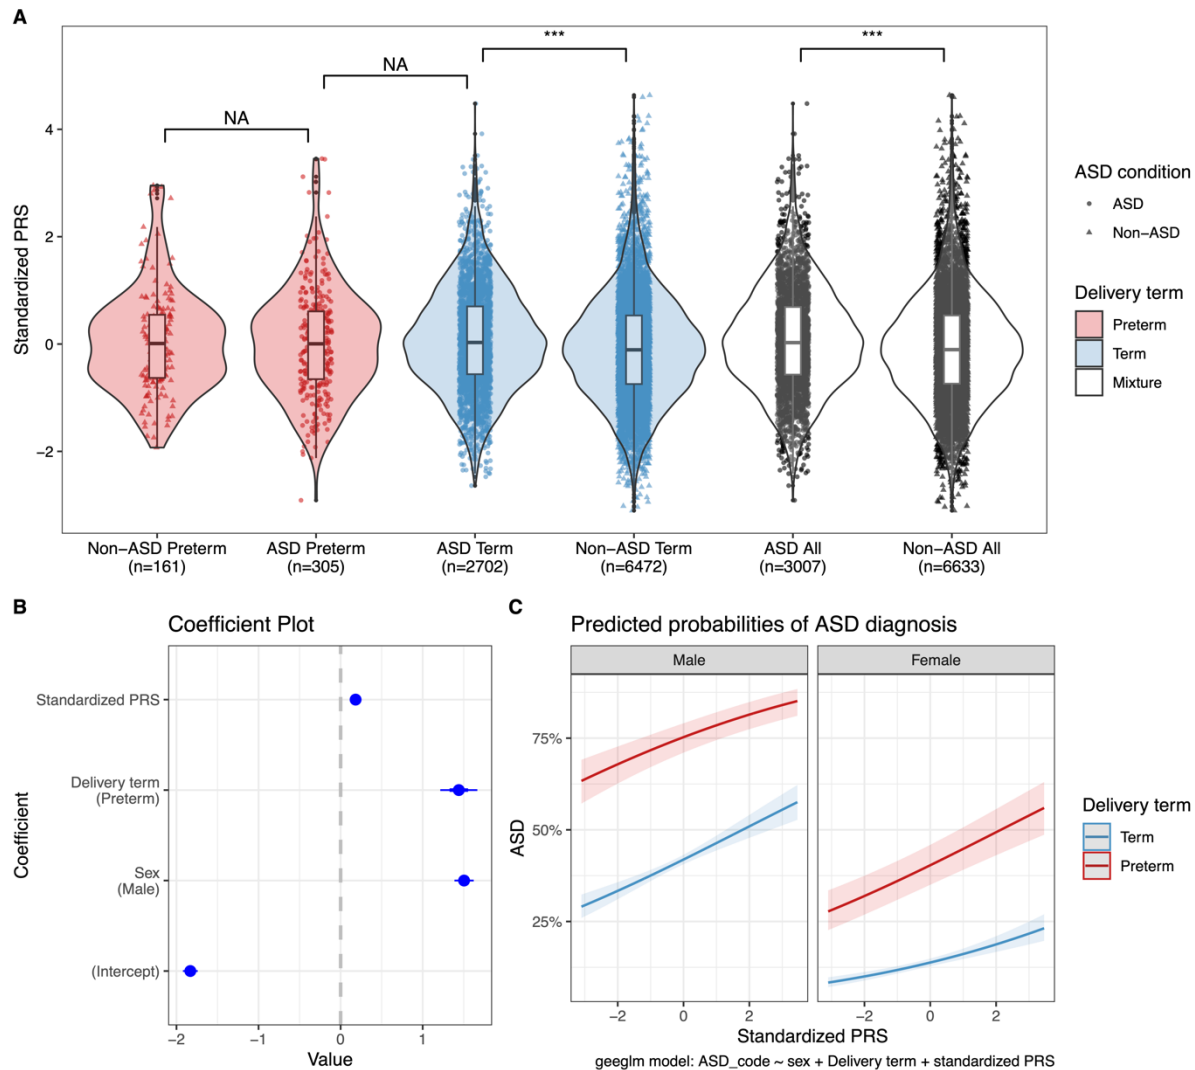 A
NA
NA
***
***
Standardized PRS
4
2
0
−2
Non−ASD Preterm
(n=161)
ASD Preterm
(n=305)
ASD Term
(n=2702)
Non−ASD Term
(n=6472)
ASD All
(n=3007)
Non−ASD All
(n=6633)
ASD condition
ASD
Non−ASD
Delivery term
Preterm
Term
Mixture
B
Coefficient Plot
Coefficient
Standardized PRS
Delivery term
(Preterm)
Sex
(Male)
(Intercept)
−2
−1
0
1
Value
C
Predicted probabilities of ASD diagnosis
Male
Female
ASD
75%
50%
25%
−2
0
2
−2
0
2
Standardized PRS
geeglm model: ASD_code ~ sex + Delivery term + standardized PRS
Delivery term
Term
Preterm